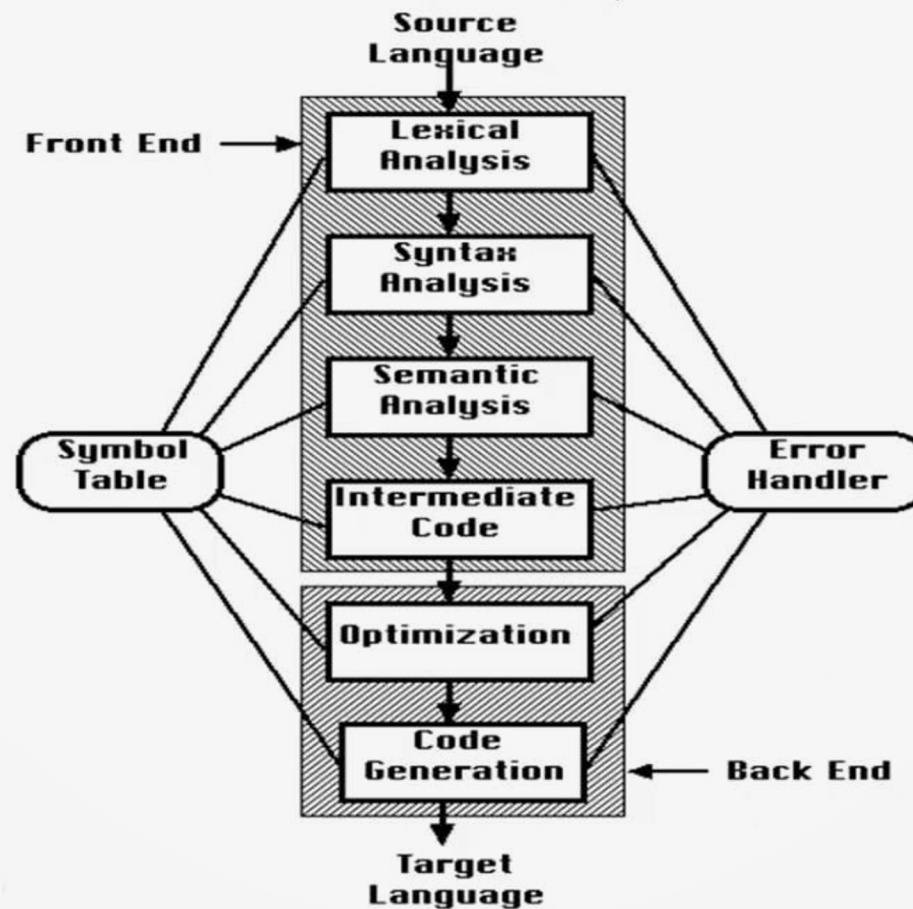 Source
Language
Front End
Lexical
Analysis
Syntax
Analysis
Semantic
Analysis
Symbol
Table
Error
Handler
Intermediate
Code
Optimization
Code
Generation
Back End
Target
Language